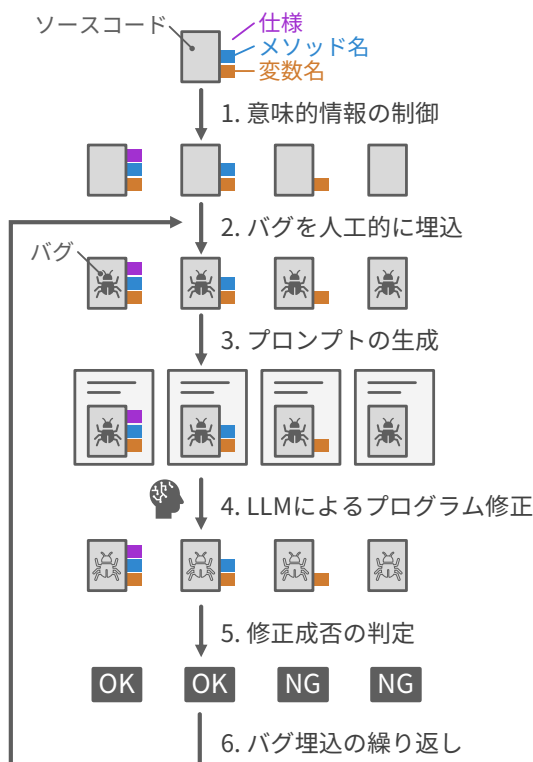 ソースコード
仕様
メソッド名
変数名
1. 意味的情報の制御
2. バグを人工的に埋込
バグ
3. プロンプトの生成
4. LLMによるプログラム修正
5. 修正成否の判定
OK OK NG NG
6. バグ埋込の繰り返し